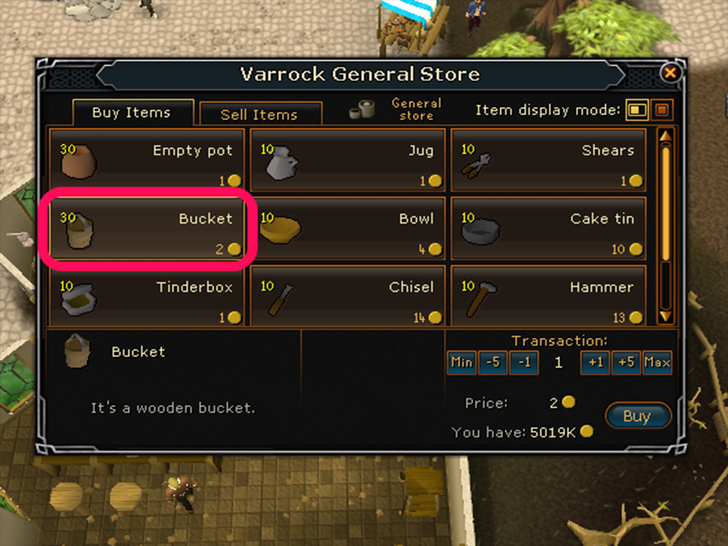 Varrock General Store
Buy Items
Sell Items
General store
Item display mode:
30 Empty pot 1
10 Jug 1
10 Shears 1
30 Bucket 2
10 Bowl 4
10 Cake tin 10
10 Tinderbox 1
10 Chisel 14
10 Hammer 13
Bucket
It's a wooden bucket.
Transaction:
Min -5 -1 1 +1 +5 Max
Price: 2
Buy
You have: 5019K